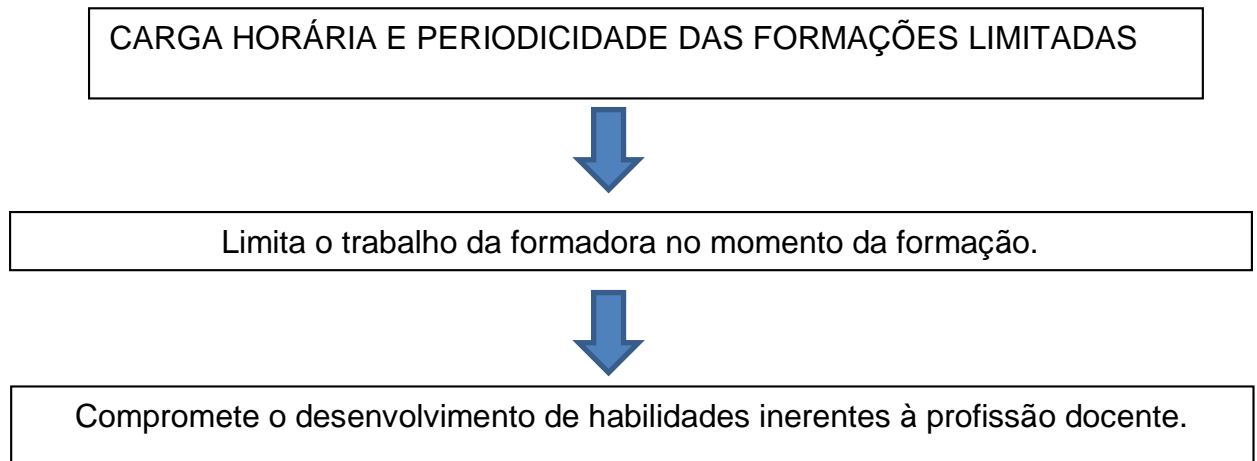 CARGA HORÁRIA E PERIODICIDADE DAS FORMAÇÕES LIMITADAS
Limita o trabalho da formadora no momento da formação.
Compromete o desenvolvimento de habilidades inerentes à profissão docente.